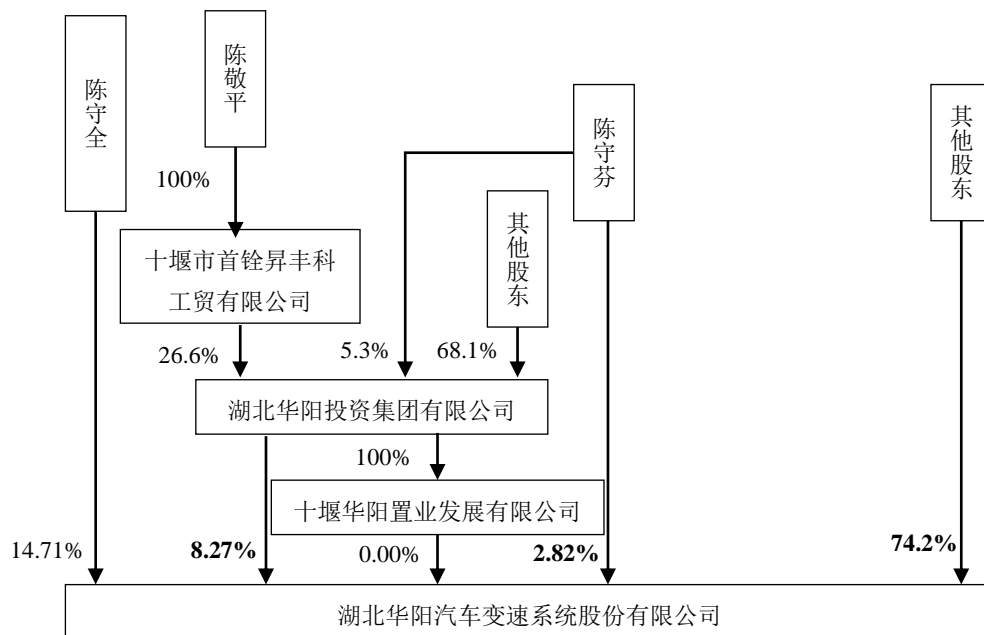 陈守全
陈敬平
陈守芬
其他股东
100%
其他股东
十堰市首铨昇丰科
工贸有限公司
26.6%
5.3%
68.1%
湖北华阳投资集团有限公司
100%
十堰华阳置业发展有限公司
14.71%
8.27%
0.00%
2.82%
74.2%
湖北华阳汽车变速系统股份有限公司